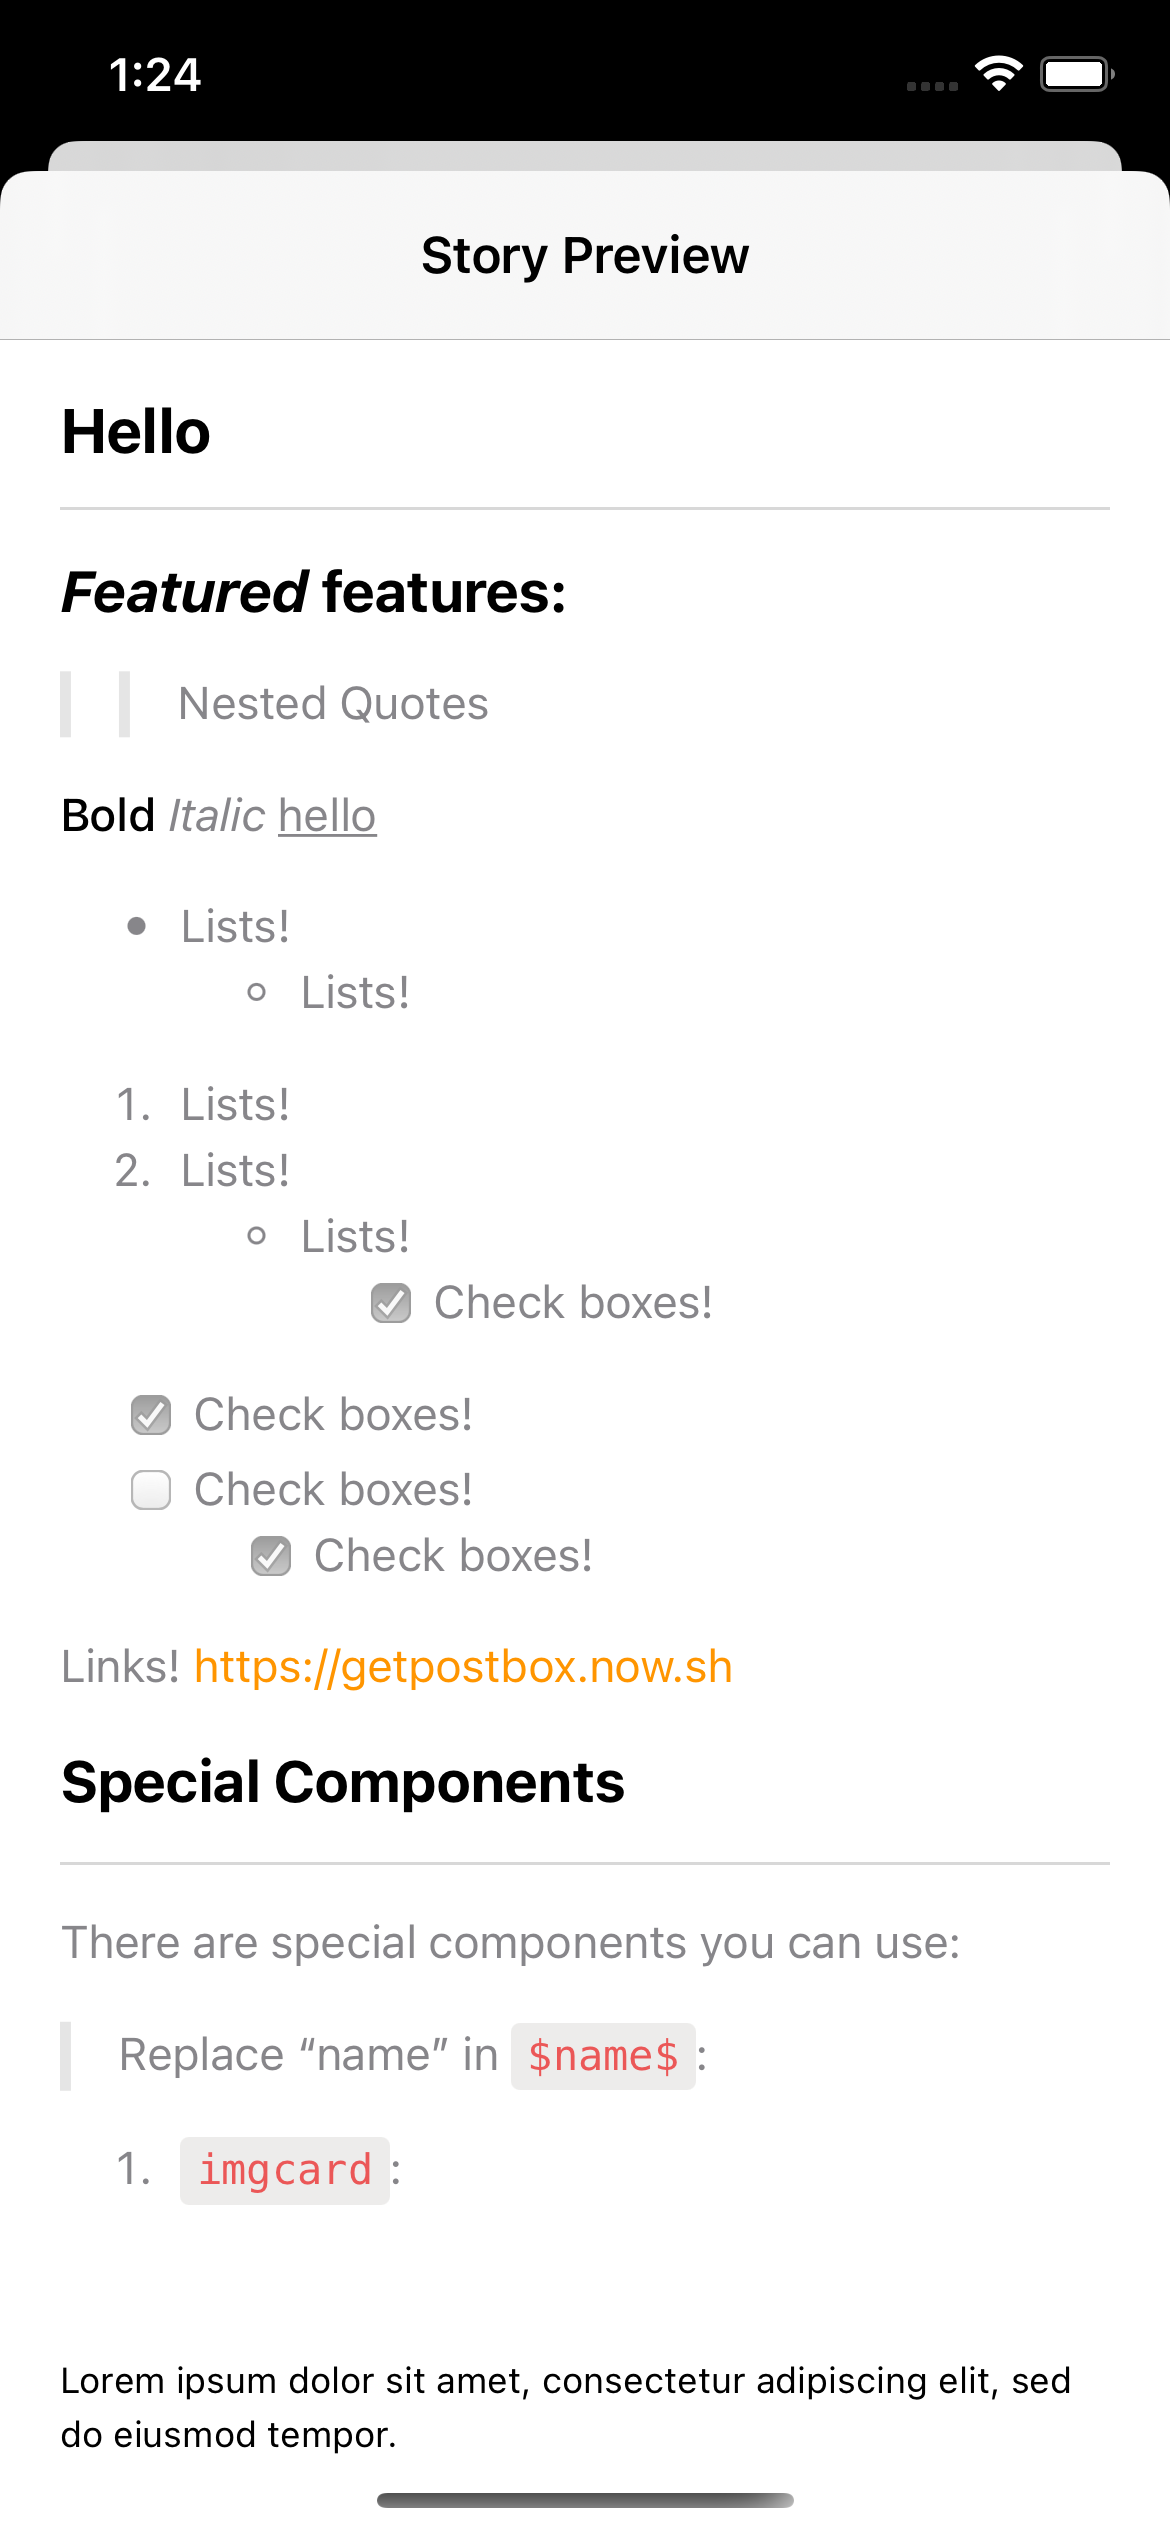 1:24
Story Preview
Hello
Featured features:
Nested Quotes
Bold Italic hello
Lists!
Lists!
1. Lists!
2. Lists!
Lists!
Check boxes!
Check boxes!
Check boxes!
Check boxes!
Links! https://getpostbox.now.sh
Special Components
There are special components you can use:
Replace “name” in $name$:
1. imgcard:
Lorem ipsum dolor sit amet, consectetur adipiscing elit, sed
do eiusmod tempor.